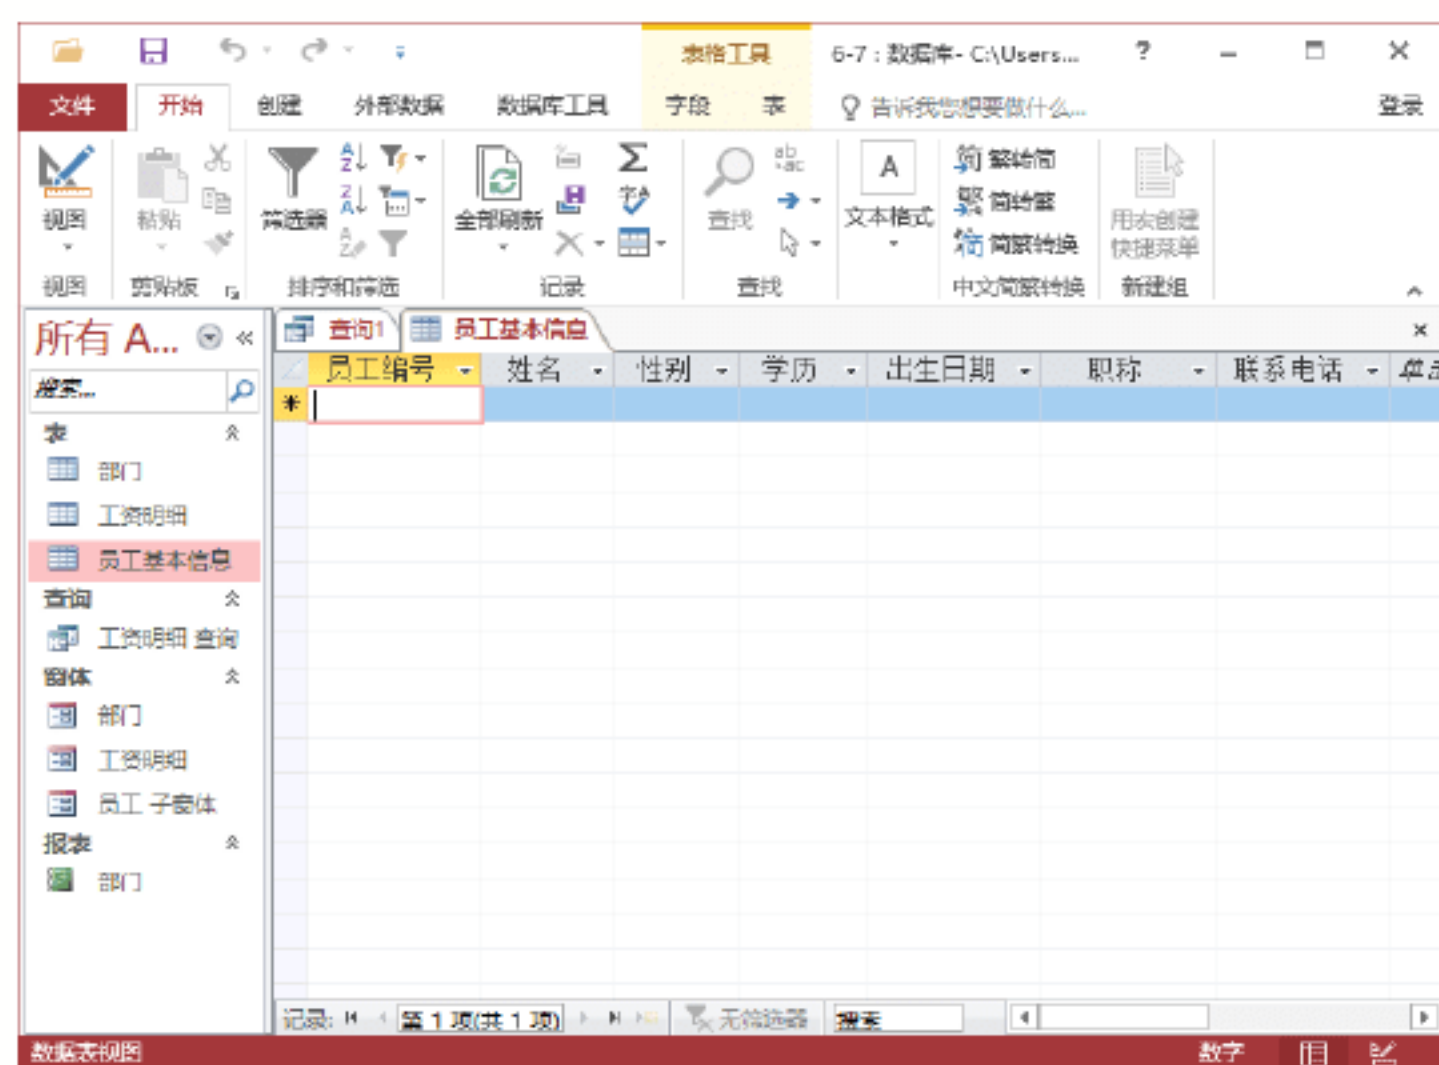 表格工具 6-7 : 数据库- C:\Users... ?
文件 开始 创建 外部数据 数据库工具 字段 表 告诉我您想要做什么... 登录
视图 粘贴 筛选器 全部刷新 查找 ab ac 文本格式 A 繁转简
简转繁
简繁转换
用太创建
快捷菜单
视图 剪贴板 排序和筛选 记录 查找 中文简繁转换 新建组
所有 A... « 查询1 员工基本信息
搜索...
员工编号 姓名 性别 学历 出生日期 职称 联系电话
表
部门
工资明细
员工基本信息
查询
工资明细 查询
窗体
部门
工资明细
员工 子窗体
报表
部门
记录: 第 1 项(共 1 项) 无筛选器 搜索
数据表视图 数字